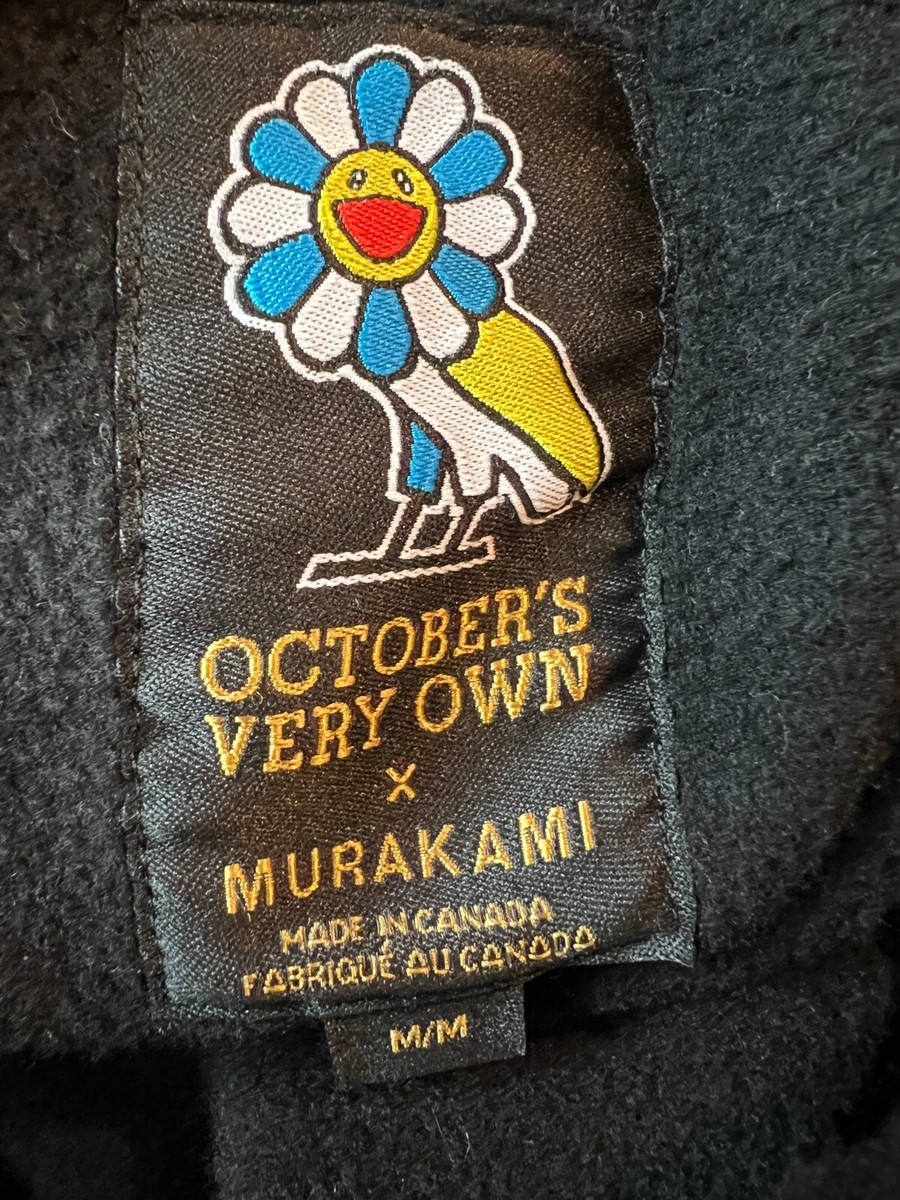 OCTOBER'S
VERY OWN
X
MURAKAMI
MADE IN CANADA
FABRIQUÉ AU CANADA
M/M